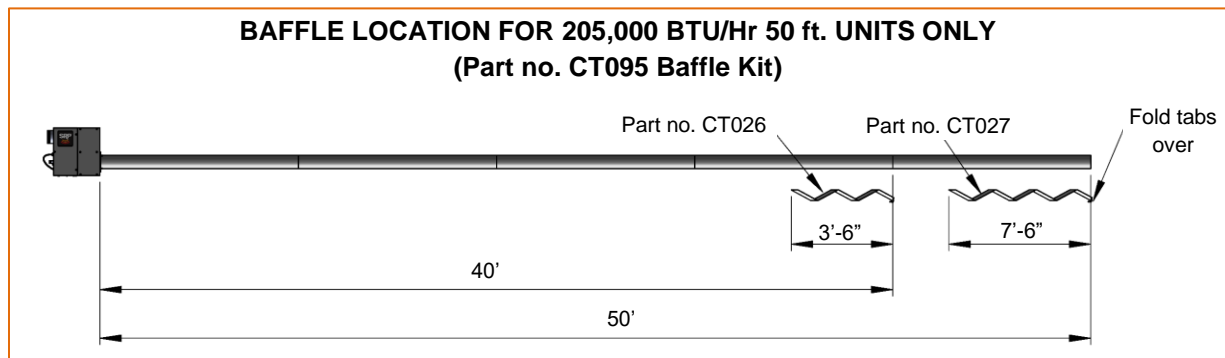 BAFFLE LOCATION FOR 205,000 BTU/Hr 50 ft. UNITS ONLY
(Part no. CT095 Baffle Kit)
Part no. CT026
Part no. CT027
Fold tabs
over
3’-6”
7’-6”
40’
50’